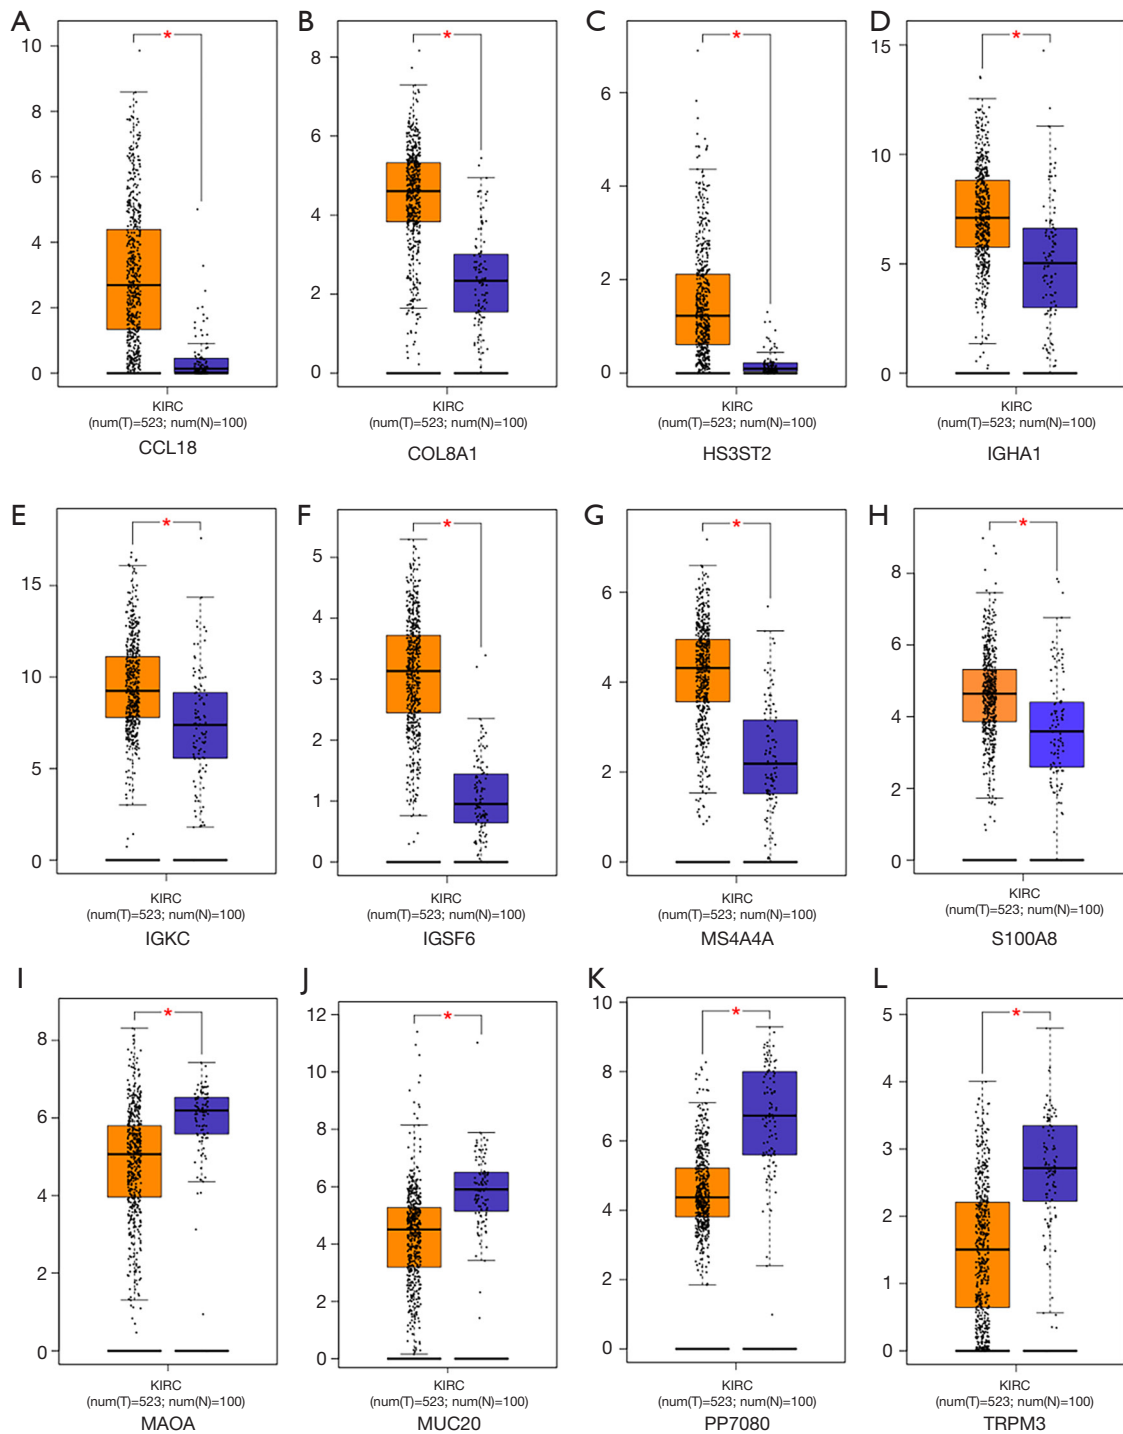 A B C D
10 8 6 4 2 0
8 6 4 2 0
6 4 2 0
15 10 5 0
* * * *
KIRC KIRC KIRC KIRC
(num(T)=523; num(N)=100) (num(T)=523; num(N)=100) (num(T)=523; num(N)=100) (num(T)=523; num(N)=100)
CCL18 COL8A1 HS3ST2 IGHA1
E F G H
15 10 5 0
5 4 3 2 1 0
6 4 2 0
8 6 4 2 0
* * * *
KIRC KIRC KIRC KIRC
(num(T)=523; num(N)=100) (num(T)=523; num(N)=100) (num(T)=523; num(N)=100) (num(T)=523; num(N)=100)
IGKC IGSF6 MS4A4A S100A8
I J K L
8 6 4 2 0
12 10 8 6 4 2 0
10 8 6 4 2 0
5 4 3 2 1 0
* * * *
KIRC KIRC KIRC KIRC
(num(T)=523; num(N)=100) (num(T)=523; num(N)=100) (num(T)=523; num(N)=100) (num(T)=523; num(N)=100)
MAOA MUC20 PP7080 TRPM3